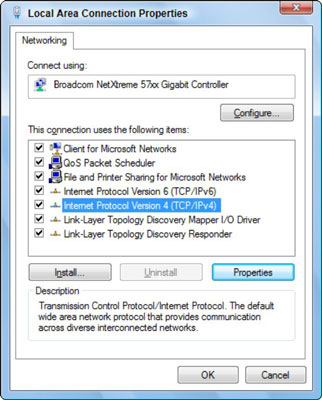 Local Area Connection Properties
Networking
Connect using:
Broadcom NetXtreme 57xx Gigabit Controller
Configure...
This connection uses the following items:
Client for Microsoft Networks
QoS Packet Scheduler
File and Printer Sharing for Microsoft Networks
Internet Protocol Version 6 (TCP/IPv6)
Internet Protocol Version 4 (TCP/IPv4)
Link-Layer Topology Discovery Mapper I/O Driver
Link-Layer Topology Discovery Responder
Install...
Uninstall
Properties
Description
Transmission Control Protocol/Internet Protocol. The default
wide area network protocol that provides communication
across diverse interconnected networks.
OK
Cancel